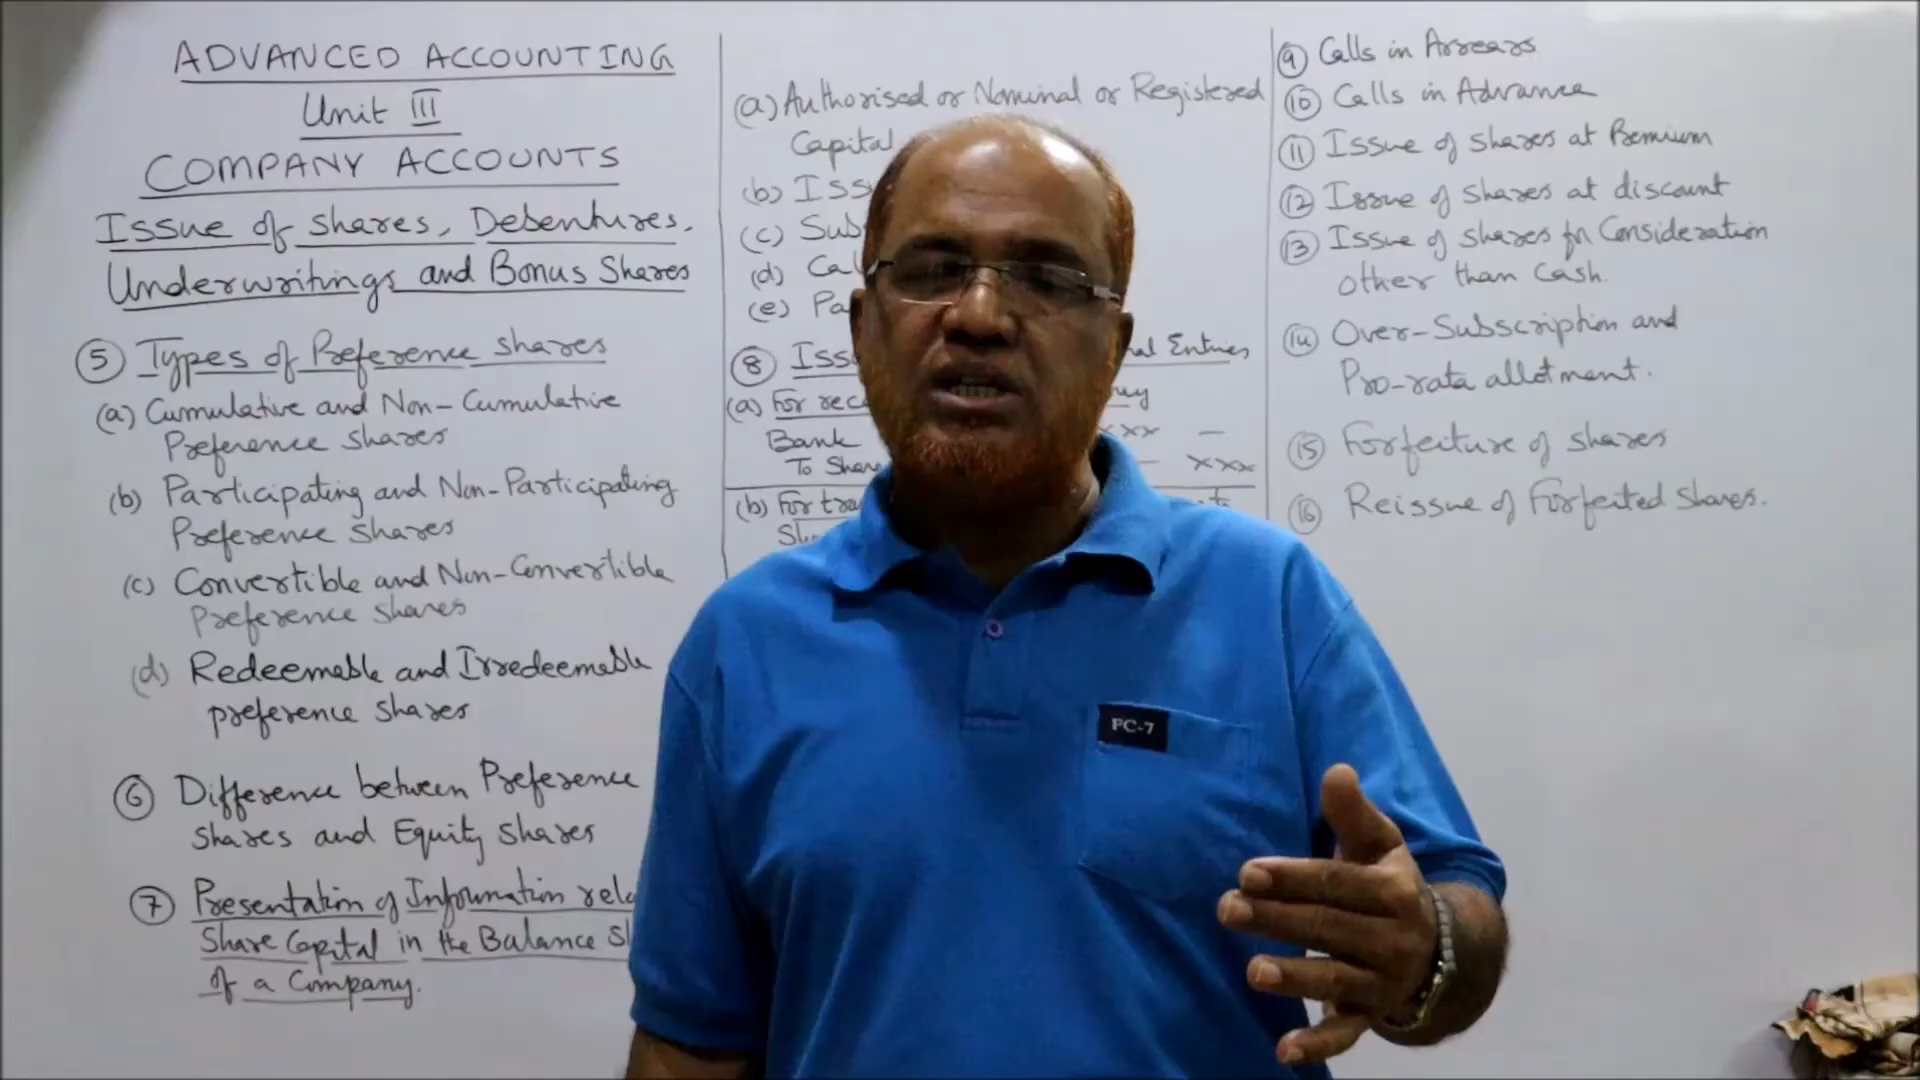 ADVANCED ACCOUNTING
Unit III
COMPANY ACCOUNTS
Issue of shares, Debentures,
Underwritings and Bonus Shares
⑤ Types of Preference shares
(a) Cumulative and Non-Cumulative
Preference shares
(b) Participating and Non-Participating
Preference shares
(c) Convertible and Non-Convertible
Preference shares
(d) Redeemable and Irredeemable
preference shares
⑥ Difference between Preference
shares and Equity shares
⑦ Presentation of Information
Share Capital in the Balance
of a Company.
(a) Authorised or Nominal or Registered
Capital
(b)
(c)
(d)
(e)
⑧ Entries
(a) For
Bank xxx —
To — xxx
(b) For
⑨ Calls in Arrears
⑩ Calls in Advance
⑪ Issue of shares at Premium
⑫ Issue of shares at discount
⑬ Issue of shares for Consideration
other than Cash.
⑭ Over-Subscription and
Pro-rata allotment.
⑮ Forfeiture of shares
⑯ Reissue of Forfeited shares.
FC-7